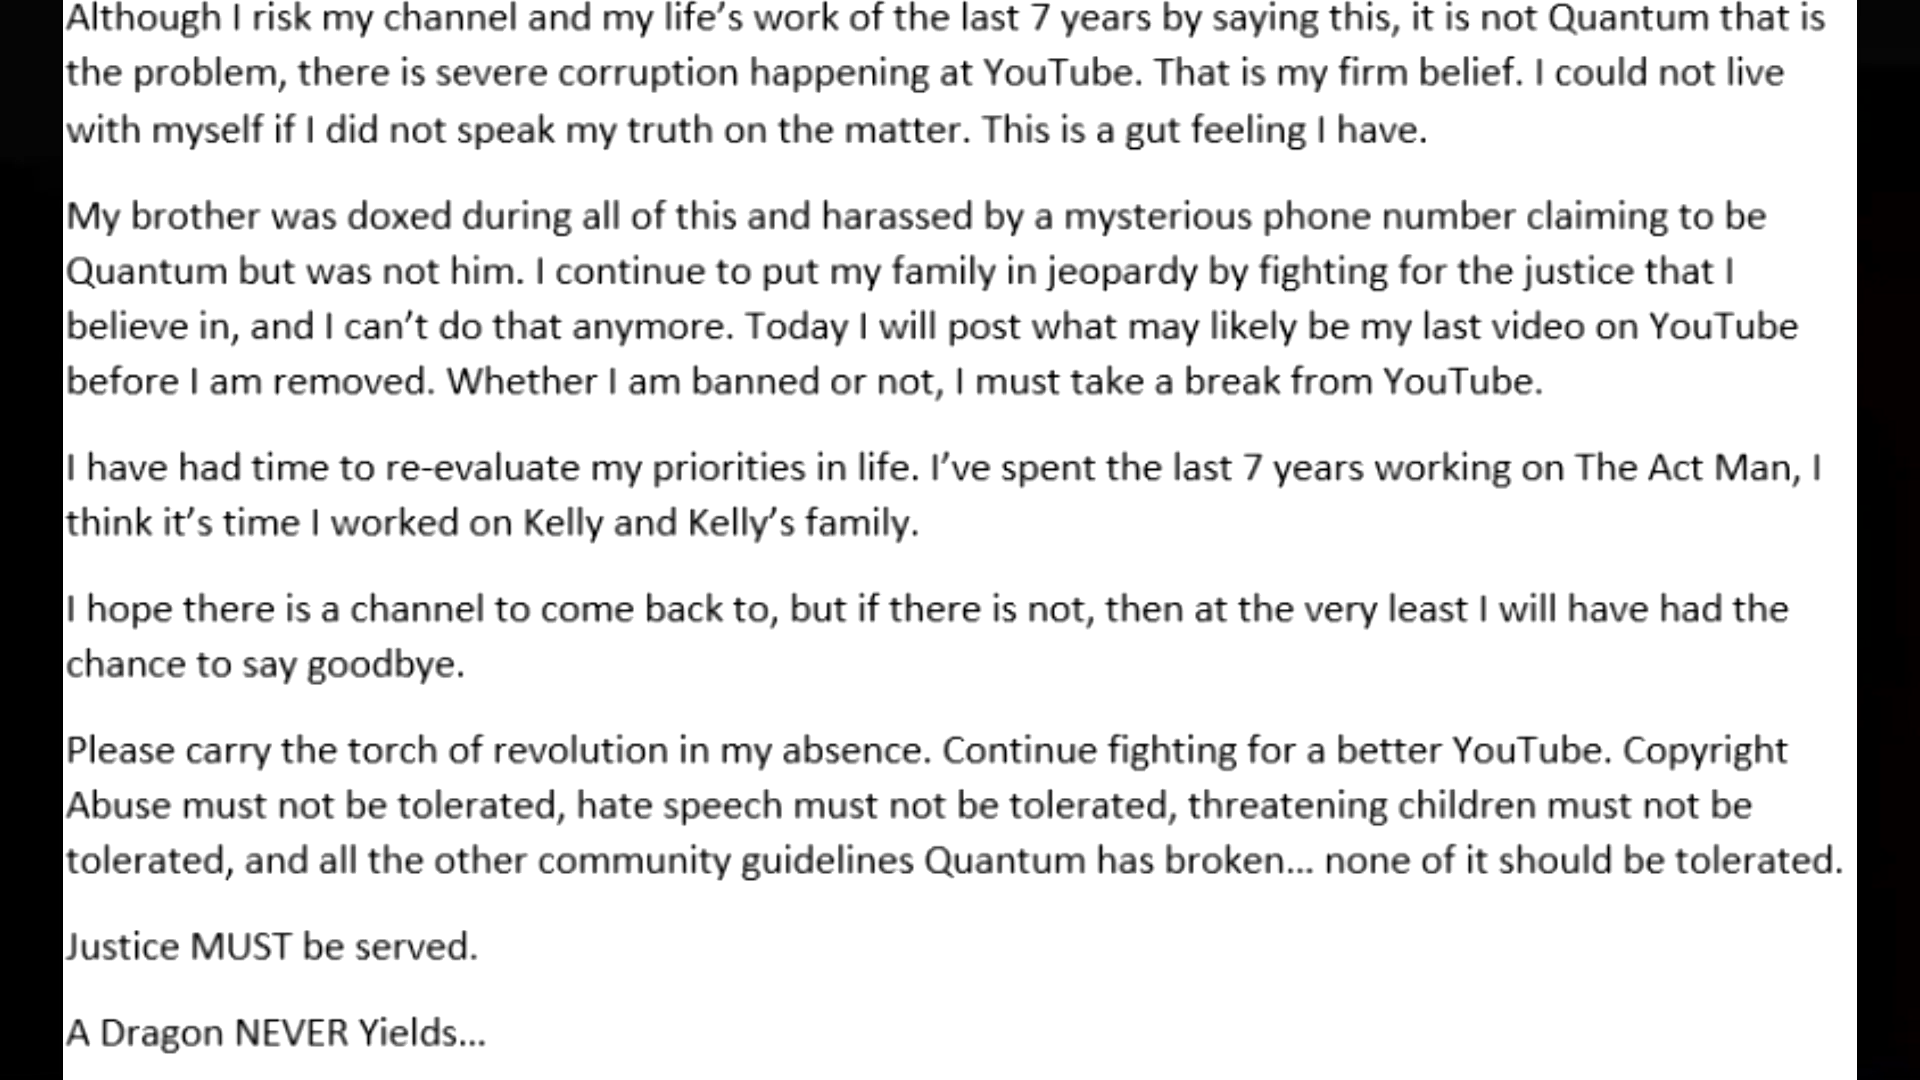 Although I risk my channel and my life’s work of the last 7 years by saying this, it is not Quantum that is
the problem, there is severe corruption happening at YouTube. That is my firm belief. I could not live
with myself if I did not speak my truth on the matter. This is a gut feeling I have.
My brother was doxed during all of this and harassed by a mysterious phone number claiming to be
Quantum but was not him. I continue to put my family in jeopardy by fighting for the justice that I
believe in, and I can’t do that anymore. Today I will post what may likely be my last video on YouTube
before I am removed. Whether I am banned or not, I must take a break from YouTube.
I have had time to re-evaluate my priorities in life. I’ve spent the last 7 years working on The Act Man, I
think it’s time I worked on Kelly and Kelly’s family.
I hope there is a channel to come back to, but if there is not, then at the very least I will have had the
chance to say goodbye.
Please carry the torch of revolution in my absence. Continue fighting for a better YouTube. Copyright
Abuse must not be tolerated, hate speech must not be tolerated, threatening children must not be
tolerated, and all the other community guidelines Quantum has broken... none of it should be tolerated.
Justice MUST be served.
A Dragon NEVER Yields...